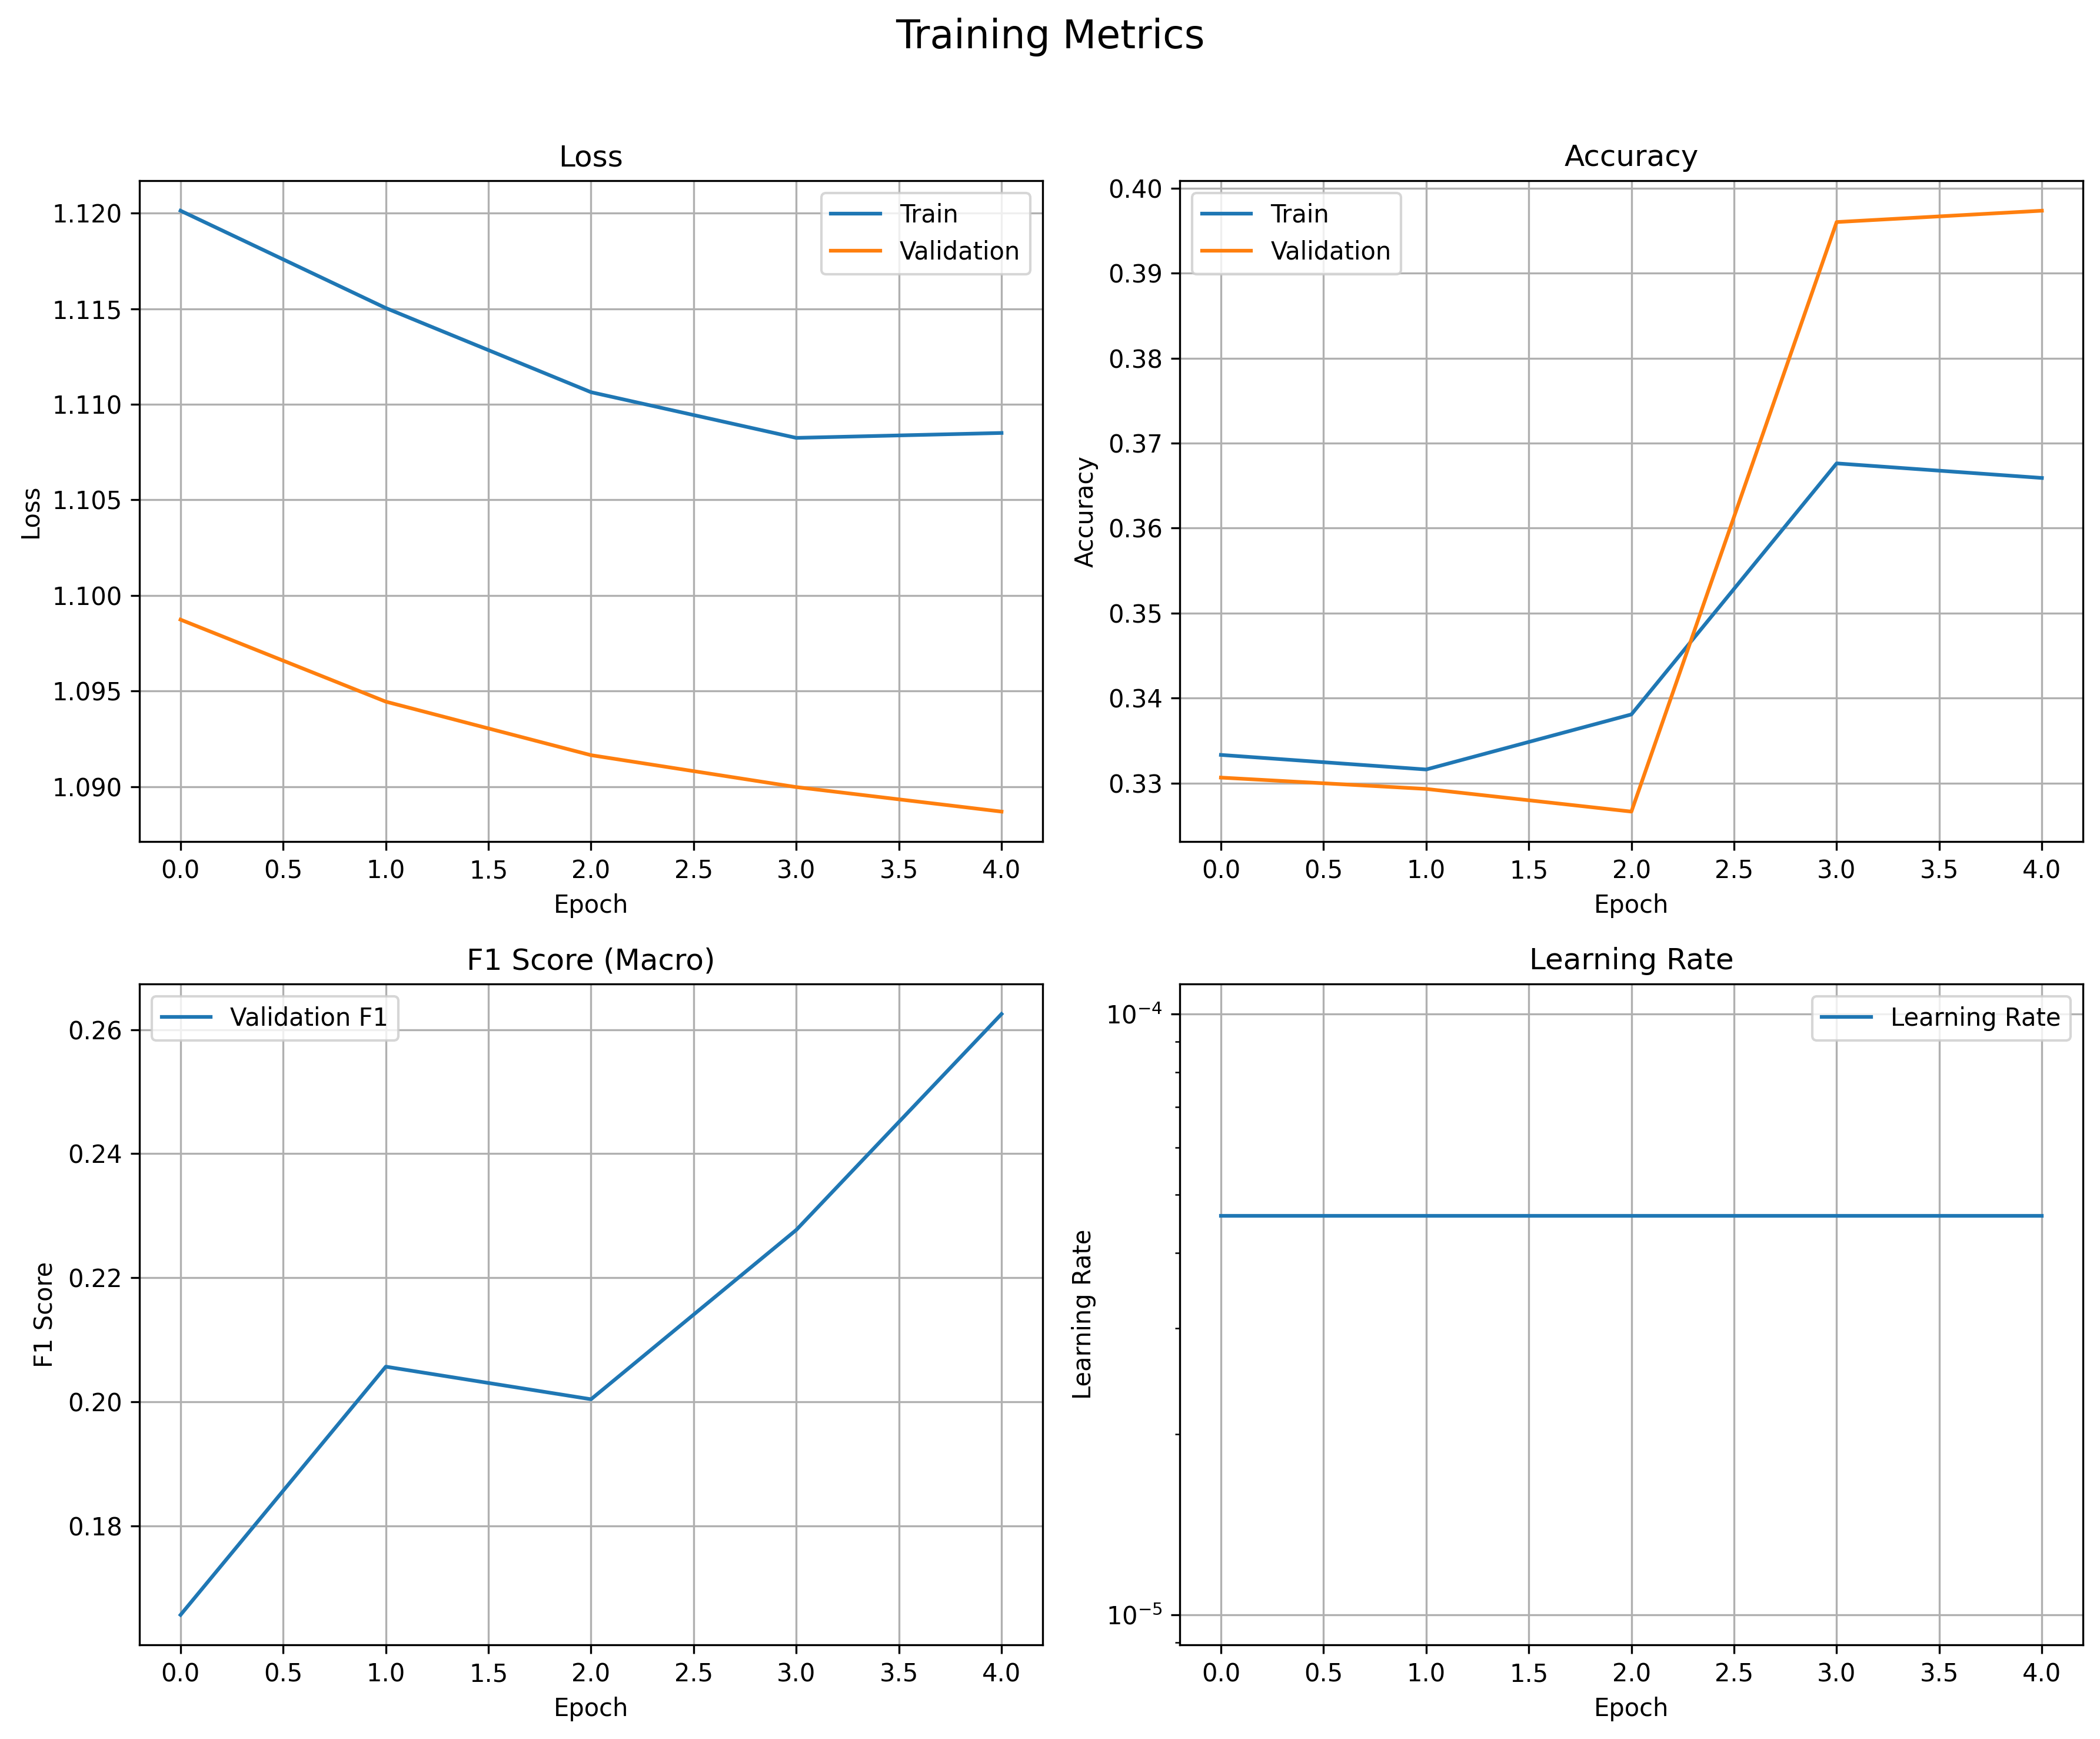 Training Metrics
Loss
1.120
1.115
1.110
1.105
1.100
1.095
1.090
Loss
Train
Validation
0.0 0.5 1.0 1.5 2.0 2.5 3.0 3.5 4.0
Epoch
Accuracy
0.40
0.39
0.38
0.37
0.36
0.35
0.34
0.33
Accuracy
Train
Validation
0.0 0.5 1.0 1.5 2.0 2.5 3.0 3.5 4.0
Epoch
F1 Score (Macro)
0.26
0.24
0.22
0.20
0.18
F1 Score
Validation F1
0.0 0.5 1.0 1.5 2.0 2.5 3.0 3.5 4.0
Epoch
Learning Rate
10⁻⁴
10⁻⁵
Learning Rate
Learning Rate
0.0 0.5 1.0 1.5 2.0 2.5 3.0 3.5 4.0
Epoch